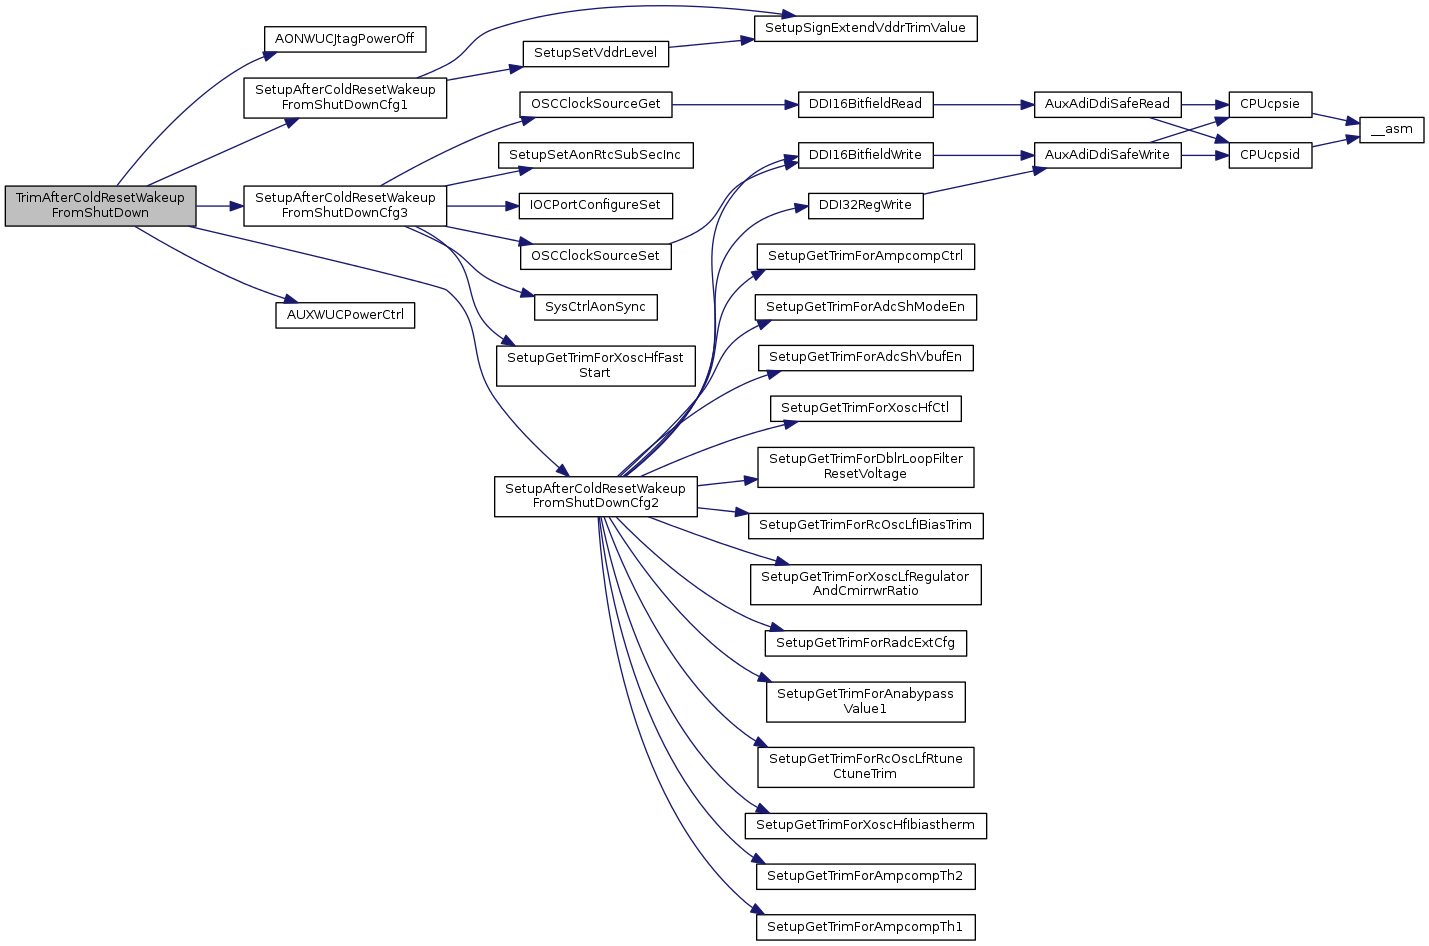 TrimAfterColdResetWakeup
FromShutDown
AONWUCJtagPowerOff
SetupAfterColdResetWakeup
FromShutDownCfg1
SetupAfterColdResetWakeup
FromShutDownCfg3
AUXWUCPowerCtrl
SetupSetVddrLevel
OSCClockSourceGet
SetupSetAonRtcSubSecInc
IOCPortConfigureSet
OSCClockSourceSet
SysCtrlAonSync
SetupGetTrimForXoscHfFast
Start
SetupAfterColdResetWakeup
FromShutDownCfg2
SetupSignExtendVddrTrimValue
DDI16BitfieldRead
DDI16BitfieldWrite
DDI32RegWrite
SetupGetTrimForAmpcompCtrl
SetupGetTrimForAdcShModeEn
SetupGetTrimForAdcShVbufEn
SetupGetTrimForXoscHfCtl
SetupGetTrimForDblrLoopFilter
ResetVoltage
SetupGetTrimForRcOscLfIBiasTrim
SetupGetTrimForXoscLfRegulator
AndCmirrwrRatio
SetupGetTrimForRadcExtCfg
SetupGetTrimForAnabypass
Value1
SetupGetTrimForRcOscLfRtune
CtuneTrim
SetupGetTrimForXoscHfIbiastherm
SetupGetTrimForAmpcompTh2
SetupGetTrimForAmpcompTh1
AuxAdiDdiSafeRead
AuxAdiDdiSafeWrite
CPUcpsie
CPUcpsid
__asm